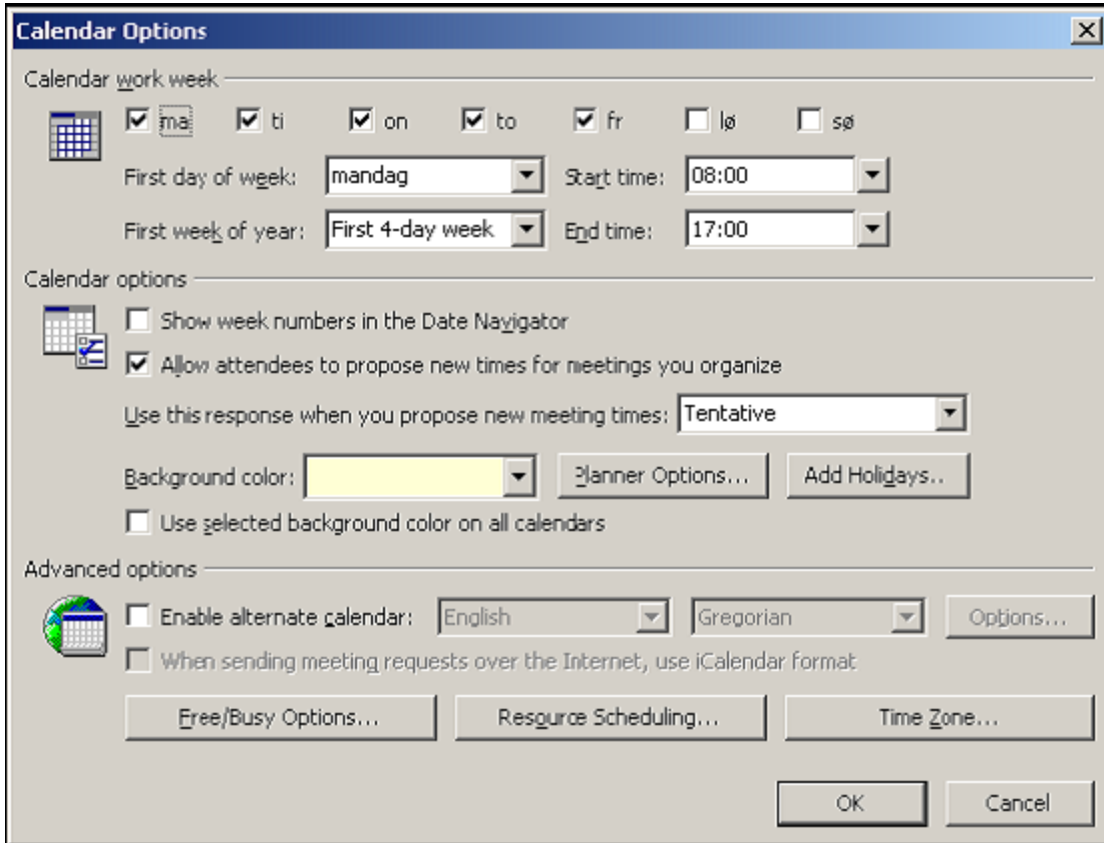 Calendar Options
Calendar work week
ma ti on to fr lø sø
First day of week: mandag Start time: 08:00
First week of year: First 4-day week End time: 17:00
Calendar options
Show week numbers in the Date Navigator
Allow attendees to propose new times for meetings you organize
Use this response when you propose new meeting times: Tentative
Background color: Planner Options... Add Holidays..
Use selected background color on all calendars
Advanced options
Enable alternate calendar: English Gregorian Options...
When sending meeting requests over the Internet, use iCalendar format
Free/Busy Options... Resource Scheduling... Time Zone...
OK Cancel